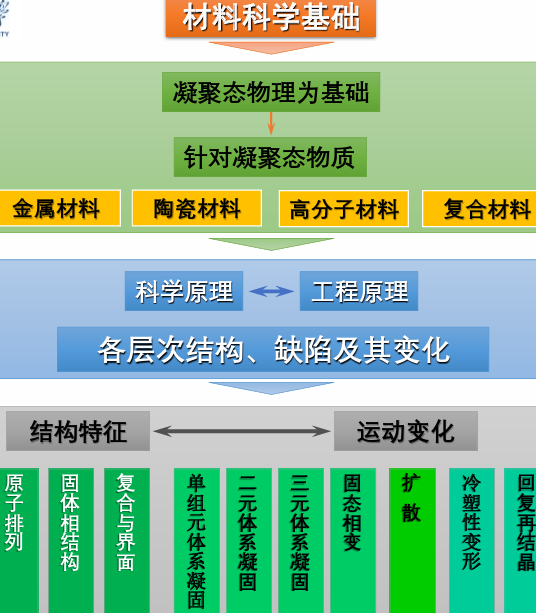 材料科学基础
凝聚态物理为基础
针对凝聚态物质
金属材料 陶瓷材料 高分子材料 复合材料
科学原理 工程原理
各层次结构、缺陷及其变化
结构特征 运动变化
原子排列
固体相结构
复合与界面
单组元体系凝固
二元体系凝固
三元体系凝固
固态相变
扩散
冷塑性变形
回复再结晶